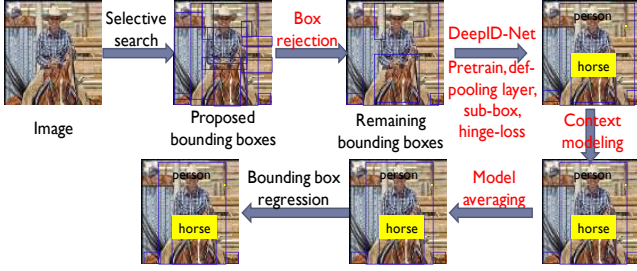 Selective
search
Box
rejection
DeepID-Net
Pretrain, def-
pooling layer,
sub-box,
hinge-loss
person
horse
Image
Proposed
bounding boxes
Remaining
bounding boxes
Context
modeling
person
horse
Bounding box
regression
person
horse
Model
averaging
person
horse